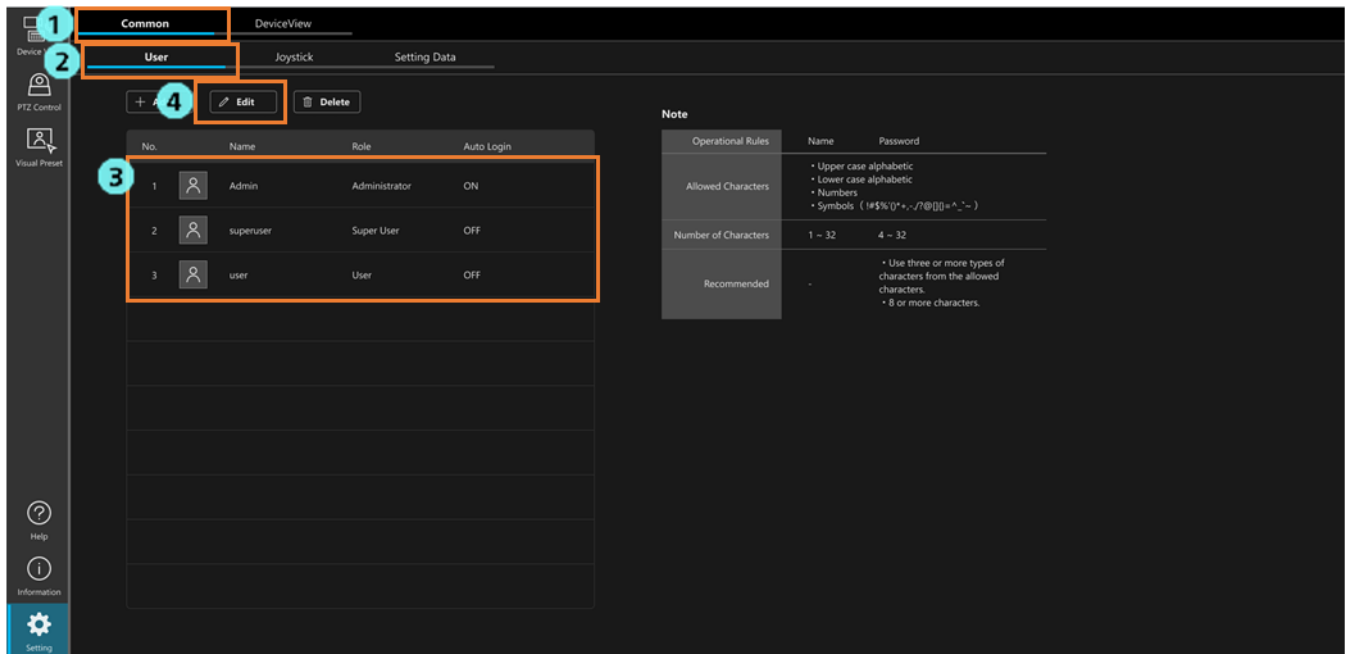 1
Common
DeviceView
Device
2
User
Joystick
Setting Data
PTZ Control
+ A
4
Edit
Delete
Visual Preset
No.
Name
Role
Auto Login
3
1
Admin
Administrator
ON
2
superuser
Super User
OFF
3
user
User
OFF
Note
Operational Rules
Name
Password
Allowed Characters
・Upper case alphabetic
・Lower case alphabetic
・Numbers
・Symbols ( !#$%'()*+,-./?@[]{}=^_`~ )
Number of Characters
1 ~ 32
4 ~ 32
Recommended
-
・Use three or more types of
characters from the allowed
characters.
・8 or more characters.
Help
Information
Setting